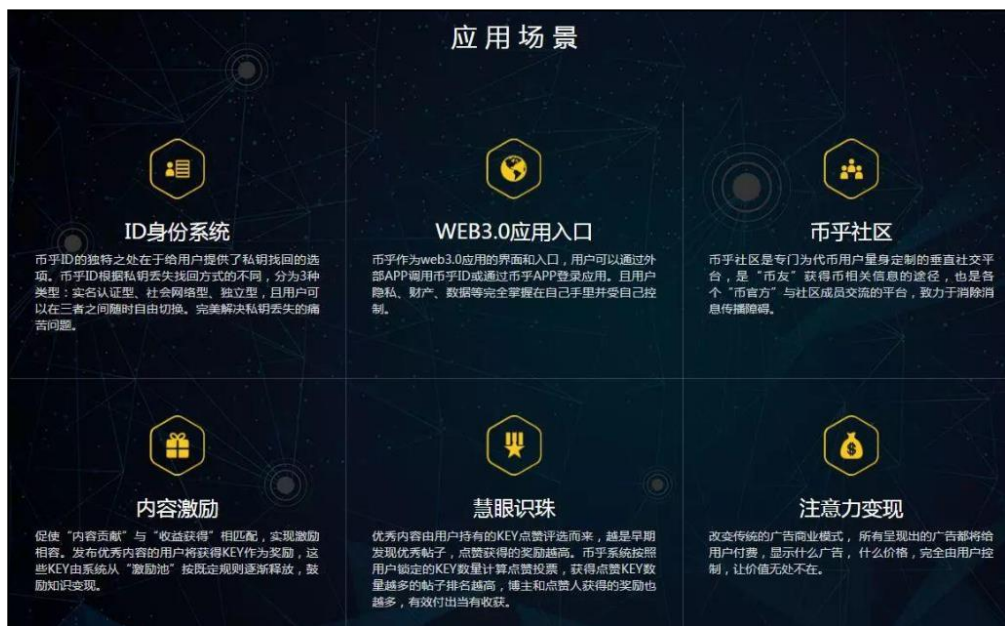 应用场景
ID身份系统
币乎ID的独特之处在于给用户提供了私钥找回的选
项。币乎ID根据私钥丢失找回方式的不同，分为3种
类型：实名认证型、社会网络型、独立型，且用户可
以在三者之间随时自由切换。完美解决私钥丢失的痛
苦问题。
WEB3.0应用入口
币乎作为web3.0应用的界面和入口，用户可以通过外
部APP调用币乎ID或通过币乎APP登录应用。且用户
隐私、财产、数据等完全掌握在自己手里并受自己控
制。
币乎社区
币乎社区是专门为代币用户量身定制的垂直社交平
台，是“币友”获得币相关信息的途径，也是各
个“币官方”与社区成员交流的平台，致力于消除消
息传播障碍。
内容激励
促使“内容贡献”与“收益获得”相匹配，实现激励
相容。发布优秀内容的用户将获得KEY作为奖励，这
些KEY由系统从“激励池”按既定规则逐渐释放，鼓
励知识变现。
慧眼识珠
优秀内容由用户持有的KEY点赞评选而来，越是早期
发现优秀帖子，点赞获得的奖励越高。币乎系统按照
用户锁定的KEY数量计算点赞投票，获得点赞KEY数
量越多的帖子排名越高，博主和点赞人获得的奖励也
越多，有效付出当有收获。
注意力变现
改变传统的广告商业模式，所有呈现出的广告都将给
用户付费，显示什么广告，什么价格，完全由用户控
制，让价值无处不在。